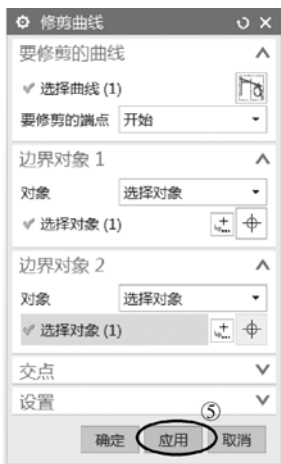 修剪曲线
要修剪的曲线
选择曲线 (1)
要修剪的端点 开始
边界对象 1
对象 选择对象
选择对象 (1)
边界对象 2
对象 选择对象
选择对象 (1)
交点
设置
⑤
确定 应用 取消